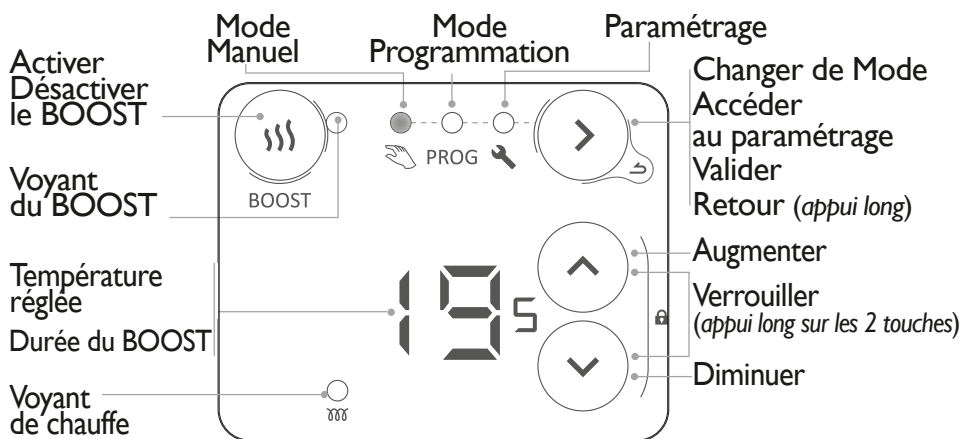 Mode
Manuel
Mode
Programmation
Paramétrage
Activer
Désactiver
le BOOST
Voyant
du BOOST
Température
réglée
Durée du BOOST
Voyant
de chauffe
BOOST
PROG
195
Changer de Mode
Accéder
au paramétrage
Valider
Retour (appui long)
Augmenter
Verrouiller
(appui long sur les 2 touches)
Diminuer